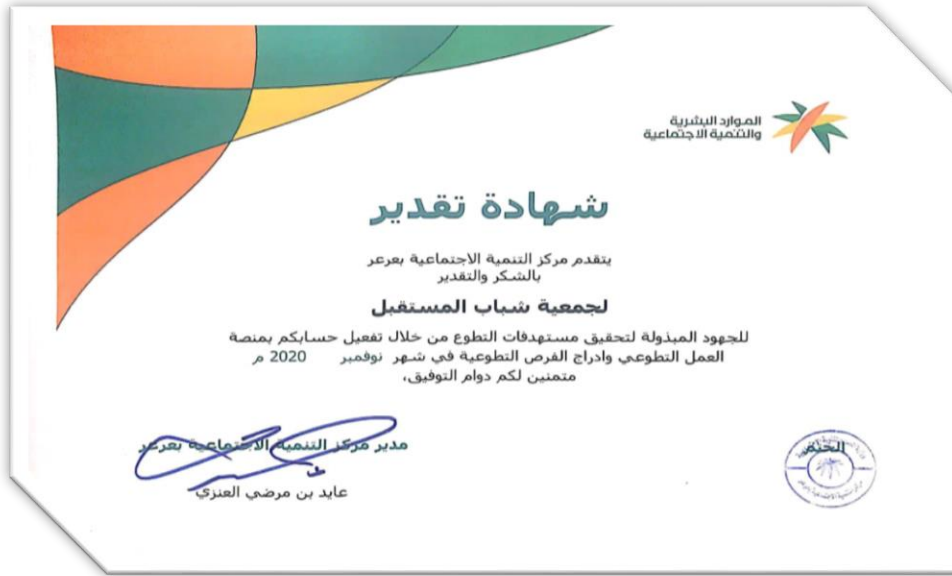 الموارد البشرية
والتنمية الاجتماعية
شهادة تقدير
يتقدم مركز التنمية الاجتماعية بعرعر
بالشكر والتقدير
لجمعية شباب المستقبل
للجهود المبذولة لتحقيق مستهدفات التطوع من خلال تفعيل حسابكم بمنصة
العمل التطوعي وادراج الفرص التطوعية في شهر نوفمبر 2020 م
متمنين لكم دوام التوفيق،
مدير مركز التنمية الاجتماعية بعرعر
عايد بن مرضي العنزي
الختم